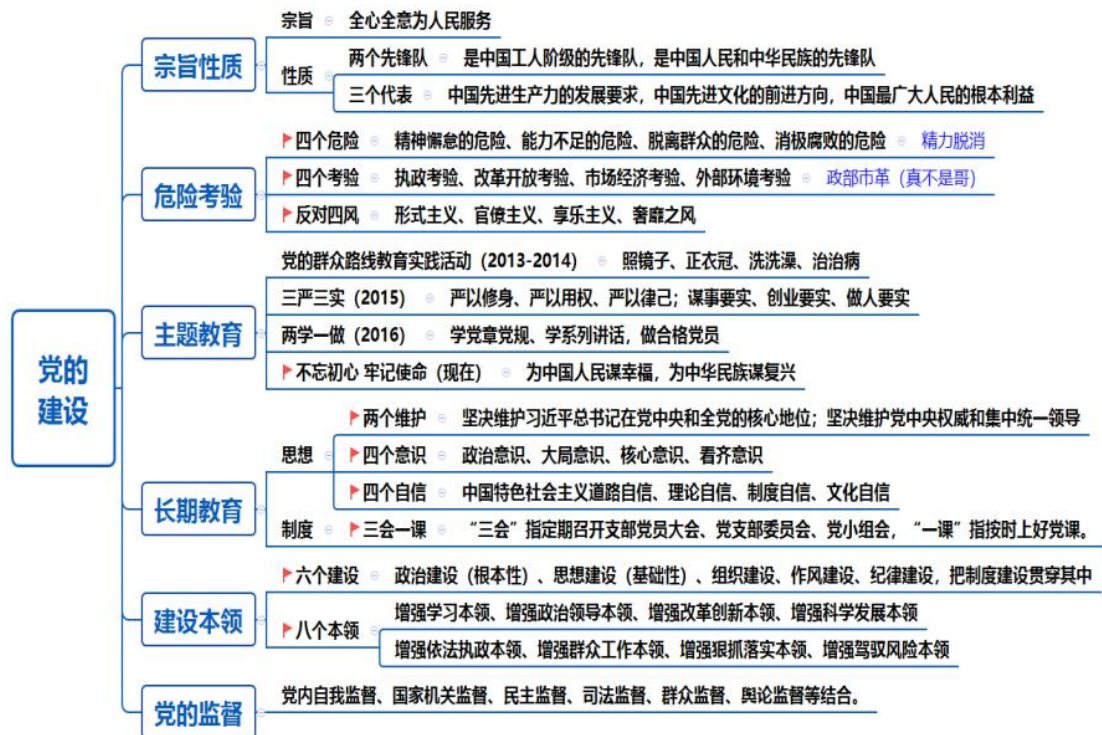 党的
建设
宗旨性质
宗旨 全心全意为人民服务
性质
两个先锋队 是中国工人阶级的先锋队，是中国人民和中华民族的先锋队
三个代表 中国先进生产力的发展要求，中国先进文化的前进方向，中国最广大人民的根本利益
危险考验
四个危险 精神懈怠的危险、能力不足的危险、脱离群众的危险、消极腐败的危险 精力脱消
四个考验 执政考验、改革开放考验、市场经济考验、外部环境考验 政部市革（真不是哥）
反对四风 形式主义、官僚主义、享乐主义、奢靡之风
主题教育
党的群众路线教育实践活动（2013-2014） 照镜子、正衣冠、洗洗澡、治治病
三严三实（2015） 严以修身、严以用权、严以律己；谋事要实、创业要实、做人要实
两学一做（2016） 学党章党规、学系列讲话，做合格党员
不忘初心 牢记使命（现在） 为中国人民谋幸福，为中华民族谋复兴
长期教育
思想
两个维护 坚决维护习近平总书记在党中央和全党的核心地位；坚决维护党中央权威和集中统一领导
四个意识 政治意识、大局意识、核心意识、看齐意识
四个自信 中国特色社会主义道路自信、理论自信、制度自信、文化自信
制度 三会一课 “三会”指定期召开支部党员大会、党支部委员会、党小组会，“一课”指按时上好党课。
建设本领
六个建设 政治建设（根本性）、思想建设（基础性）、组织建设、作风建设、纪律建设，把制度建设贯穿其中
八个本领
增强学习本领、增强政治领导本领、增强改革创新本领、增强科学发展本领
增强依法执政本领、增强群众工作本领、增强狠抓落实本领、增强驾驭风险本领
党的监督
党内自我监督、国家机关监督、民主监督、司法监督、群众监督、舆论监督等结合。